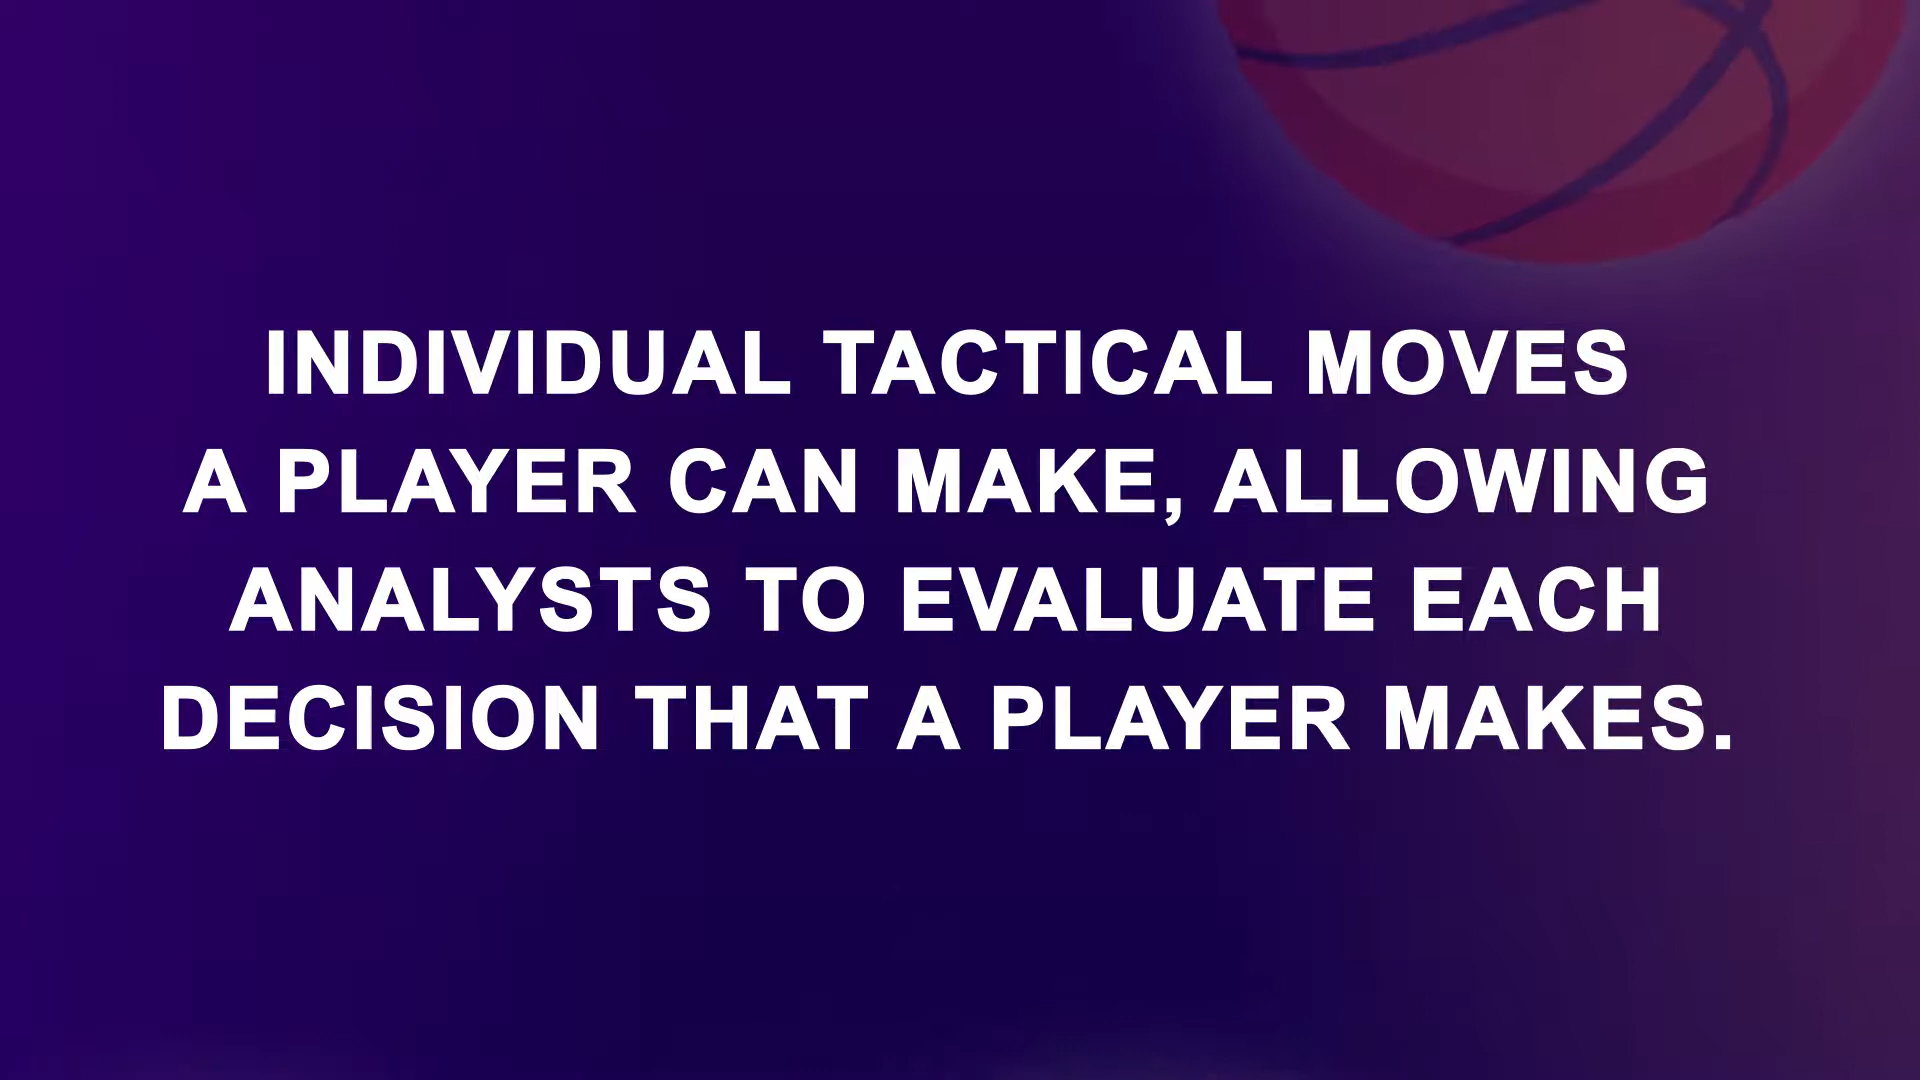 INDIVIDUAL TACTICAL MOVES
A PLAYER CAN MAKE, ALLOWING
ANALYSTS TO EVALUATE EACH
DECISION THAT A PLAYER MAKES.